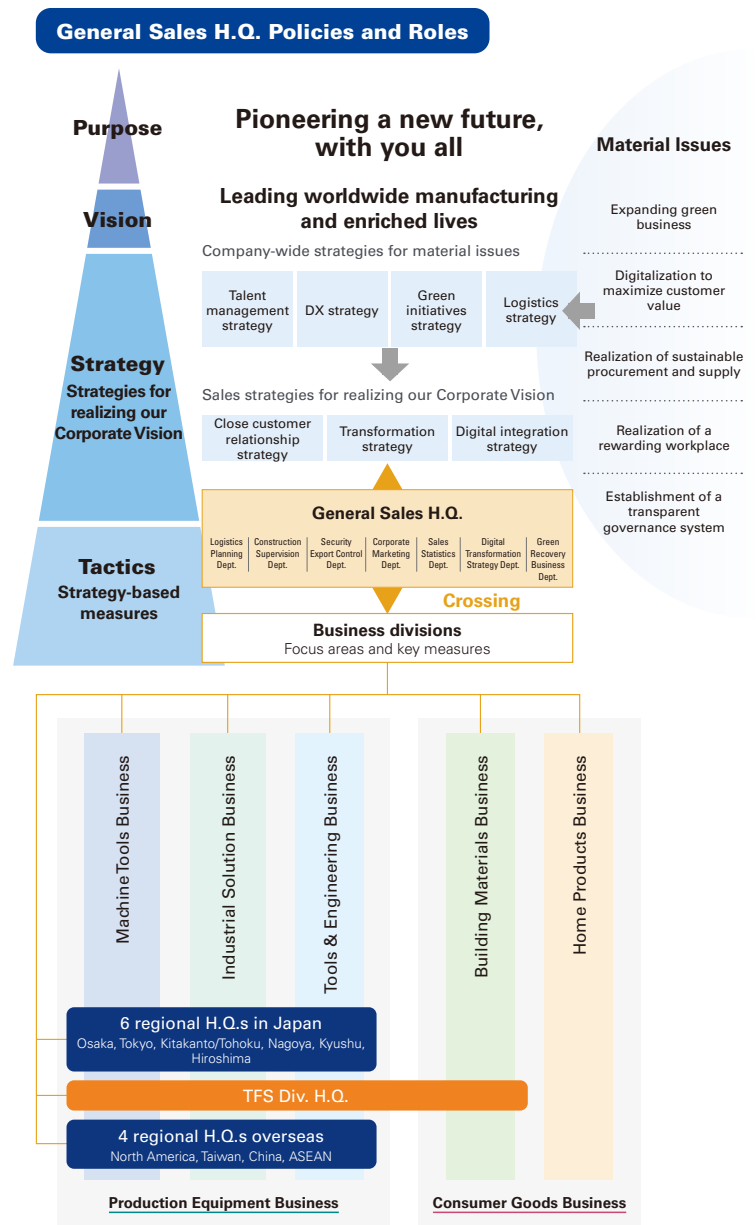 General Sales H.Q. Policies and Roles
Purpose
Pioneering a new future,
with you all
Vision
Leading worldwide manufacturing
and enriched lives
Material Issues
Expanding green
business
Digitalization to
maximize customer
value
Realization of sustainable
procurement and supply
Realization of a
rewarding workplace
Establishment of a
transparent
governance system
Company-wide strategies for material issues
Talent
management
strategy
DX strategy
Green
initiatives
strategy
Logistics
strategy
Strategy
Strategies for
realizing our
Corporate Vision
Sales strategies for realizing our Corporate Vision
Close customer
relationship
strategy
Transformation
strategy
Digital integration
strategy
General Sales H.Q.
Logistics
Planning
Dept.
Construction
Supervision
Dept.
Security
Export Control
Dept.
Corporate
Marketing
Dept.
Sales
Statistics
Dept.
Digital
Transformation
Strategy Dept.
Green
Recovery
Business
Dept.
Tactics
Strategy-based
measures
Crossing
Business divisions
Focus areas and key measures
Machine Tools Business
Industrial Solution Business
Tools & Engineering Business
Building Materials Business
Home Products Business
6 regional H.Q.s in Japan
Osaka, Tokyo, Kitakanto/Tohoku, Nagoya, Kyushu,
Hiroshima
TFS Div. H.Q.
4 regional H.Q.s overseas
North America, Taiwan, China, ASEAN
Production Equipment Business
Consumer Goods Business